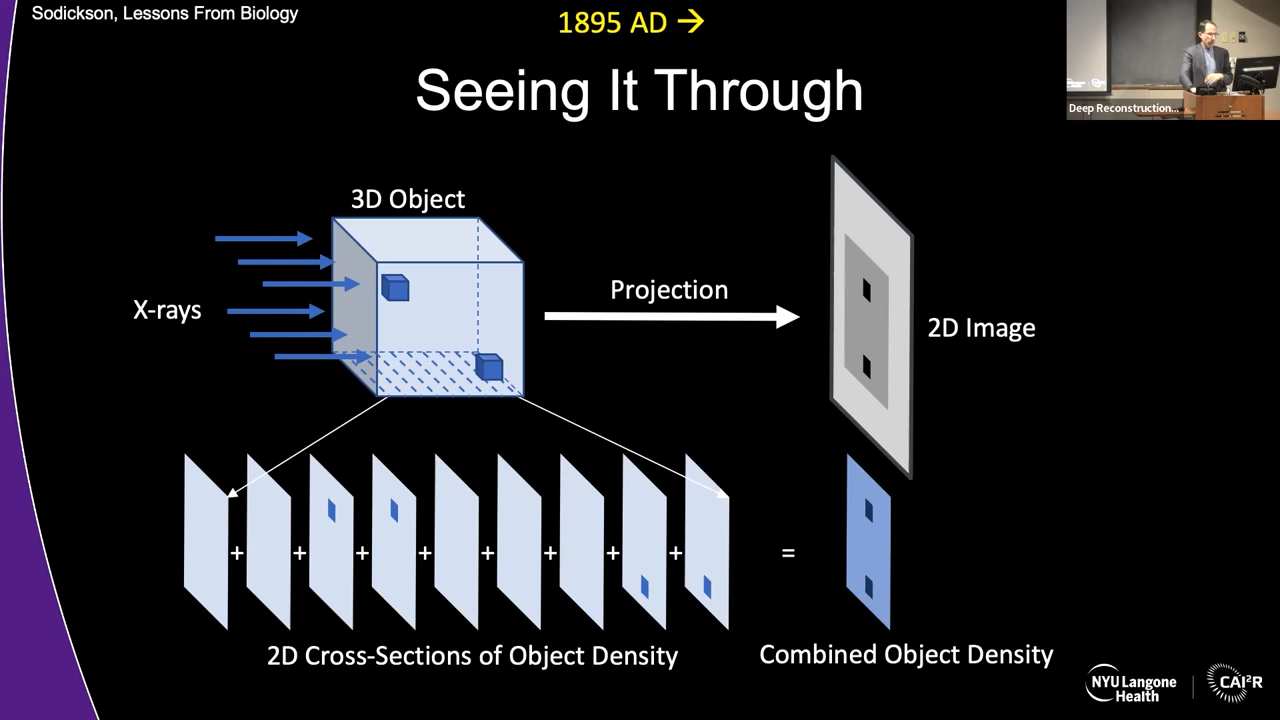 Sodickson, Lessons From Biology
1895 AD →
Seeing It Through
Deep Reconstruction...
3D Object
X-rays
Projection
2D Image
+ + + + + + + + =
2D Cross-Sections of Object Density
Combined Object Density
NYU Langone
Health
CAI²R